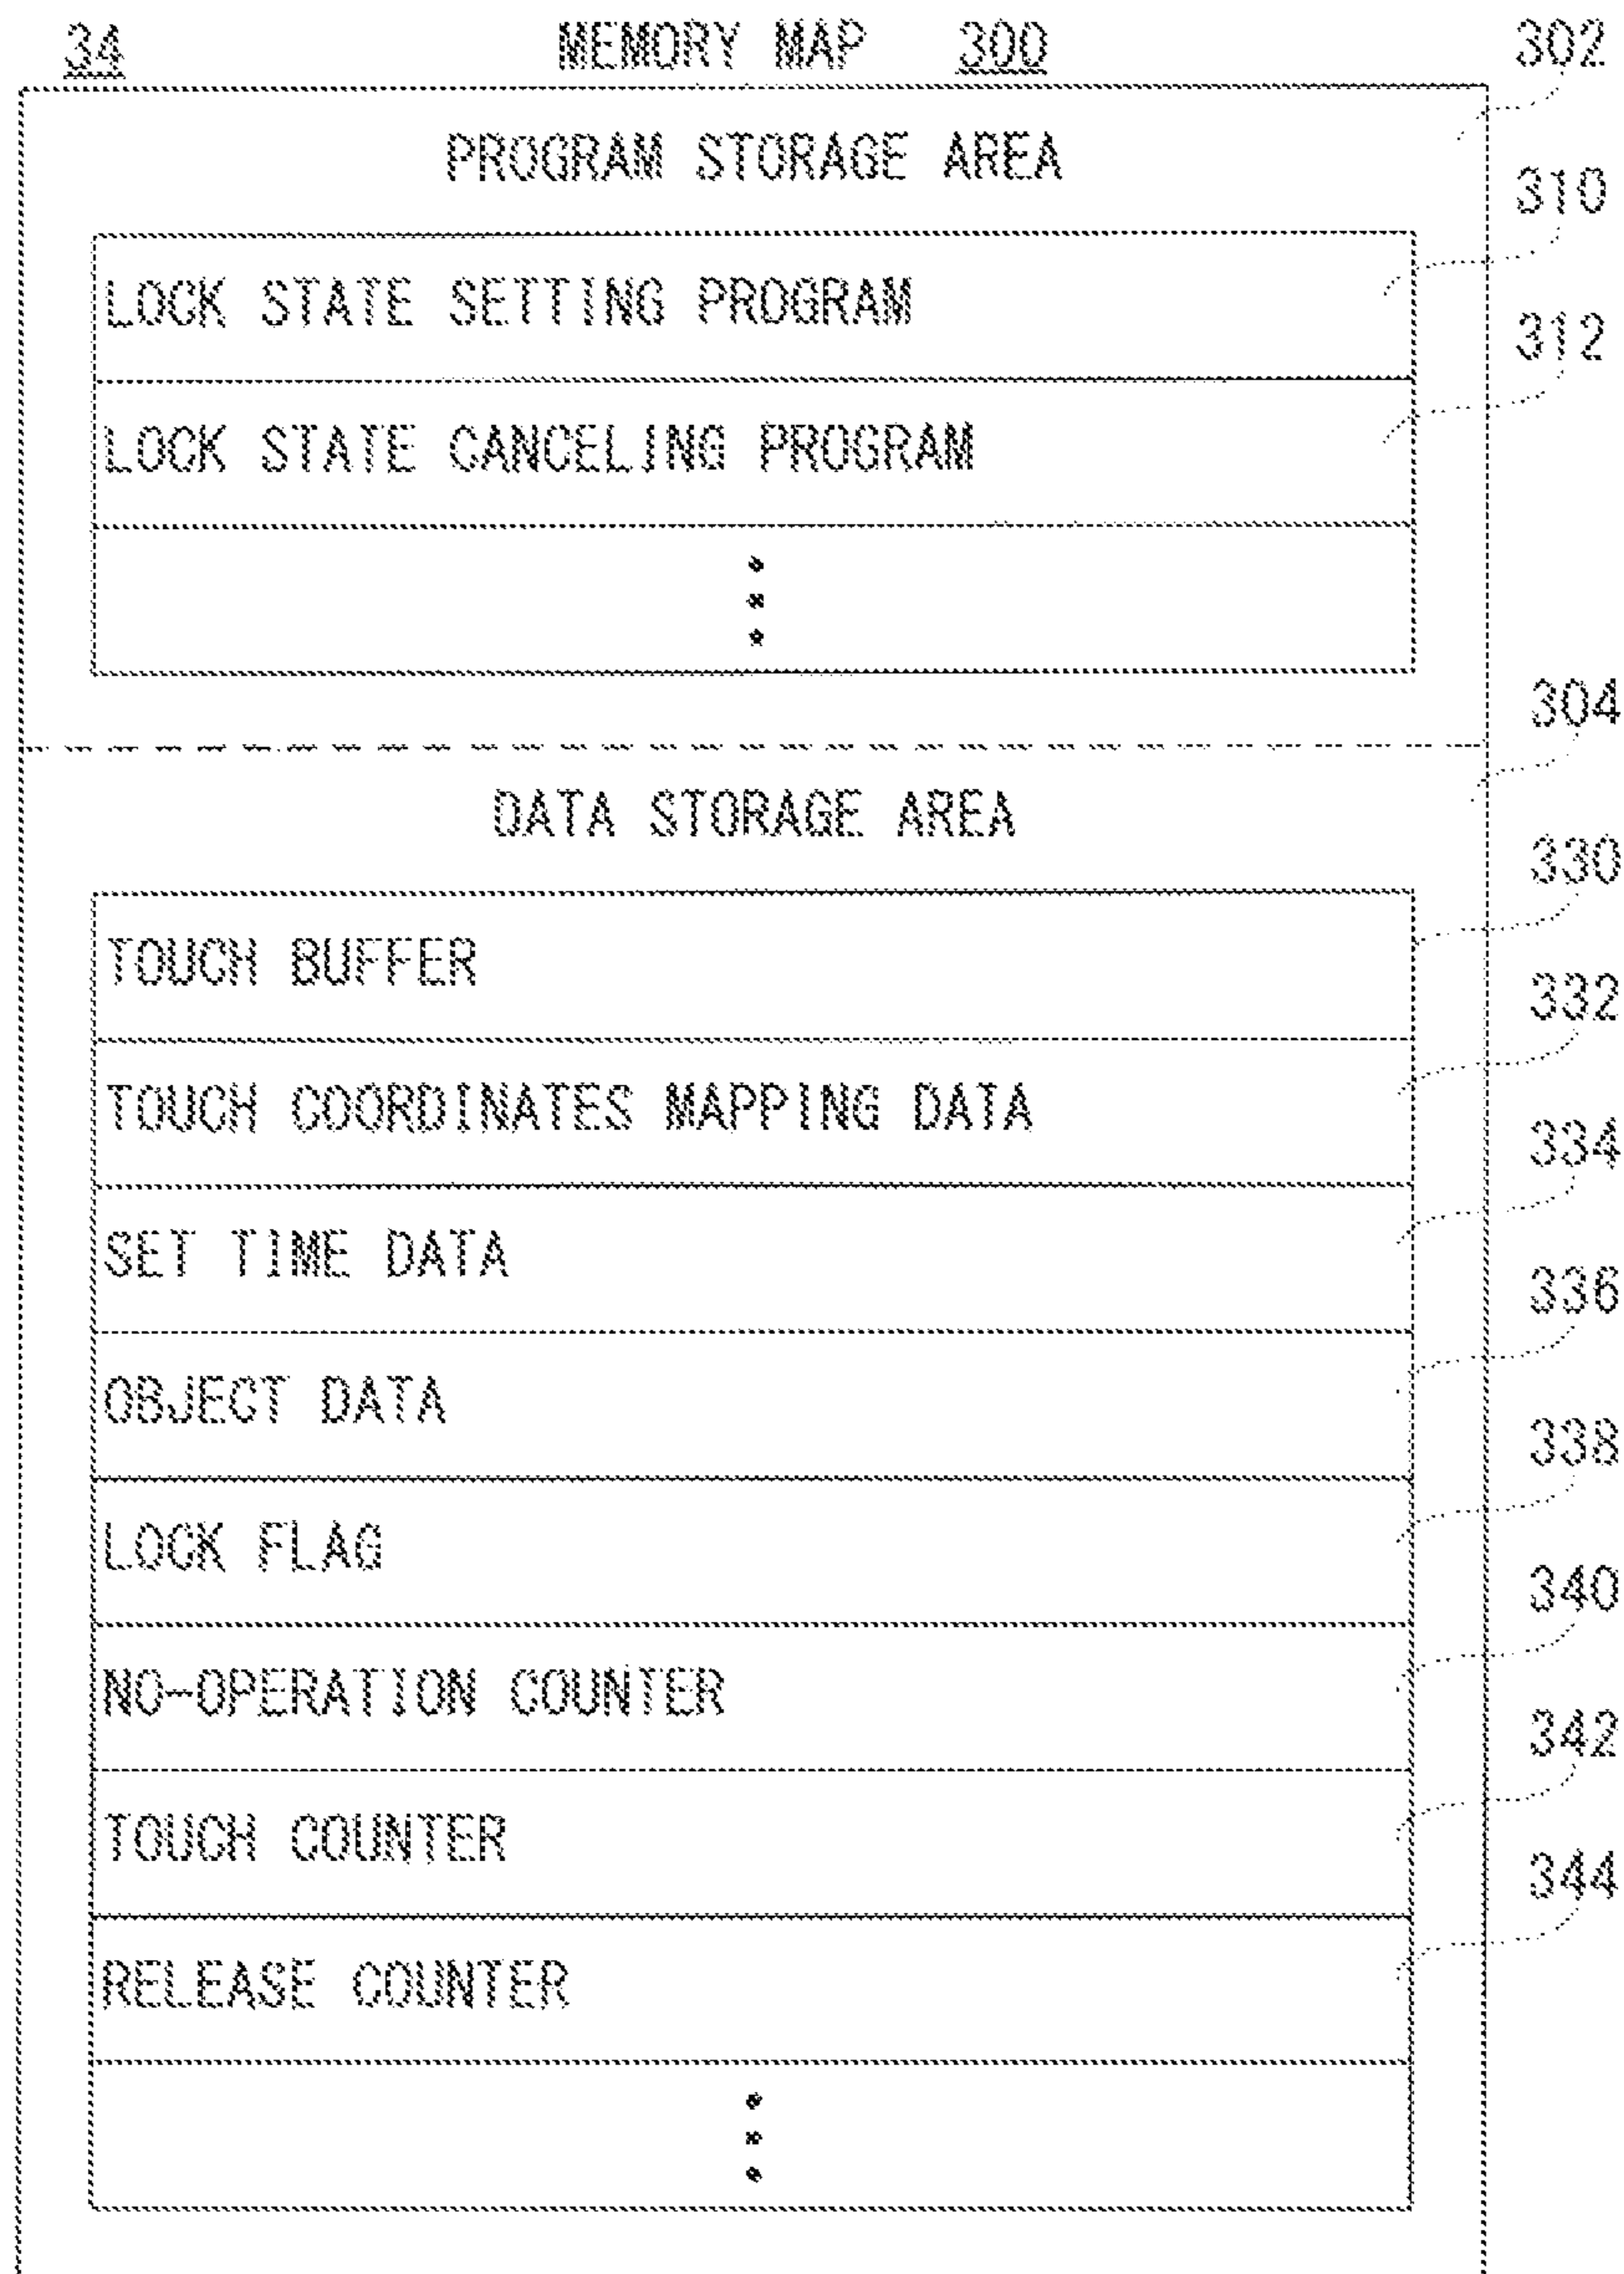 34 MEMORY MAP 300 302
PROGRAM STORAGE AREA
310
LOCK STATE SETTING PROGRAM
312
LOCK STATE CANCELING PROGRAM
304
DATA STORAGE AREA
330
TOUCH BUFFER
332
TOUCH COORDINATES MAPPING DATA
334
SET TIME DATA
336
OBJECT DATA
338
LOCK FLAG
340
NO-OPERATION COUNTER
342
TOUCH COUNTER
344
RELEASE COUNTER